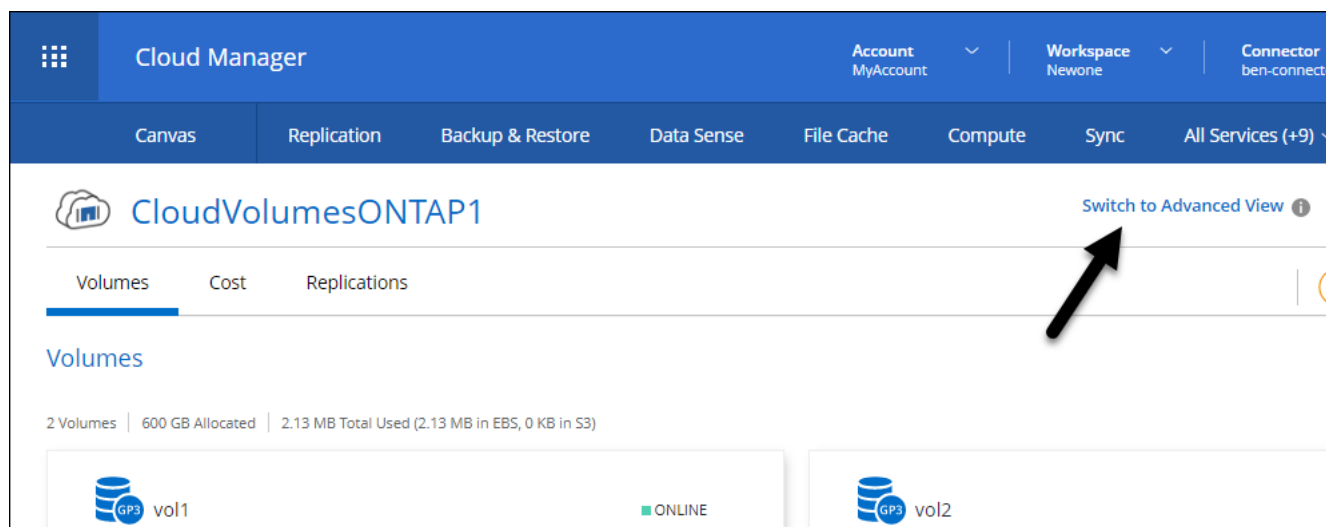 Cloud Manager
Account
MyAccount
Workspace
Newone
Connector
ben-connect
Canvas Replication Backup & Restore Data Sense File Cache Compute Sync All Services (+9)
CloudVolumesONTAP1
Switch to Advanced View
Volumes Cost Replications
Volumes
2 Volumes | 600 GB Allocated | 2.13 MB Total Used (2.13 MB in EBS, 0 KB in S3)
GP3 vol1 ONLINE
GP3 vol2